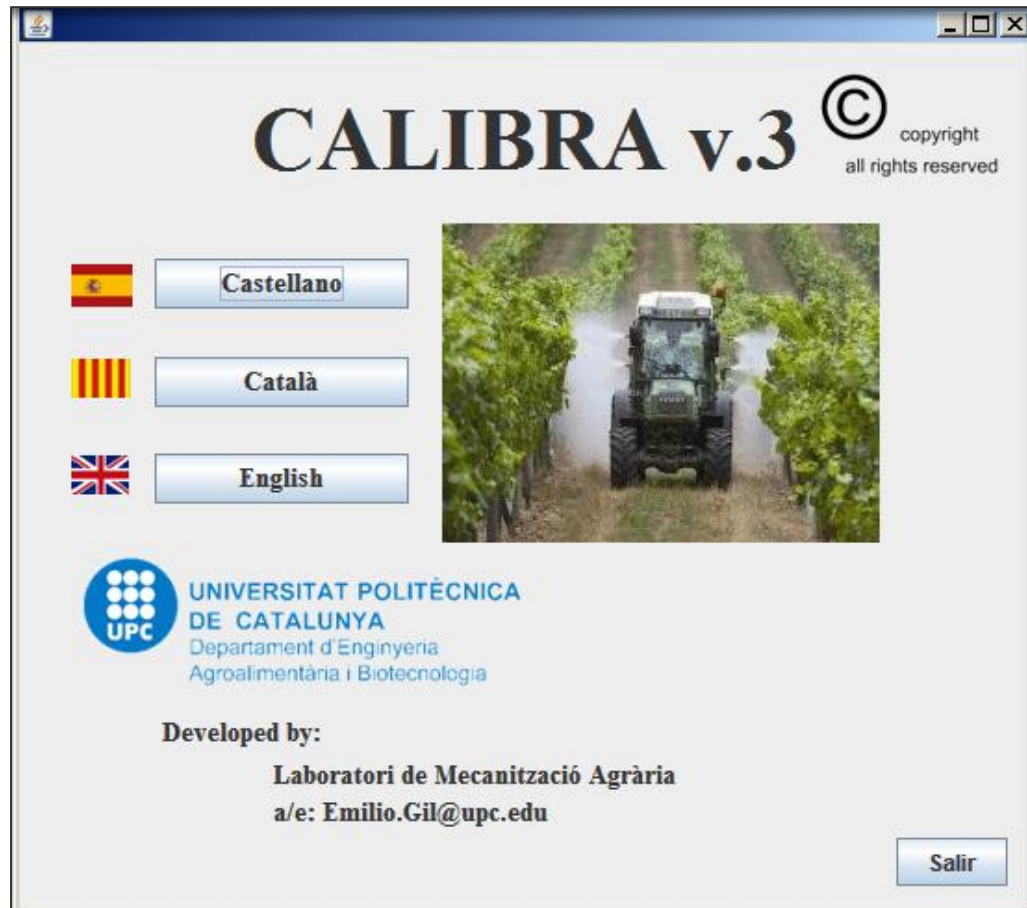 CALIBRA v.3
©
copyright
all rights reserved
Castellano
Català
English
UPC
UNIVERSITAT POLITÈCNICA
DE CATALUNYA
Departament d'Enginyeria
Agroalimentària i Biotecnologia
Developed by:
Laboratori de Mecanització Agrària
a/e: Emilio.Gil@upc.edu
Salir